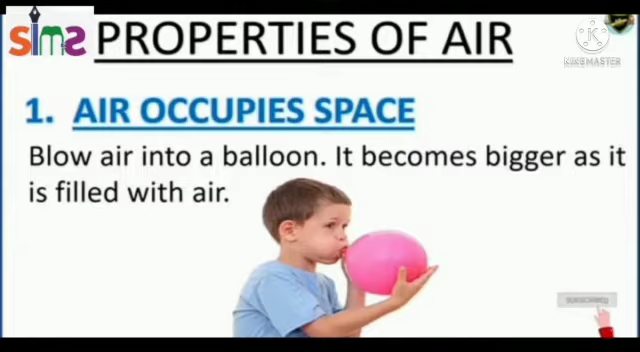 sims
PROPERTIES OF AIR
KINEMASTER
1. AIR OCCUPIES SPACE
Blow air into a balloon. It becomes bigger as it
is filled with air.